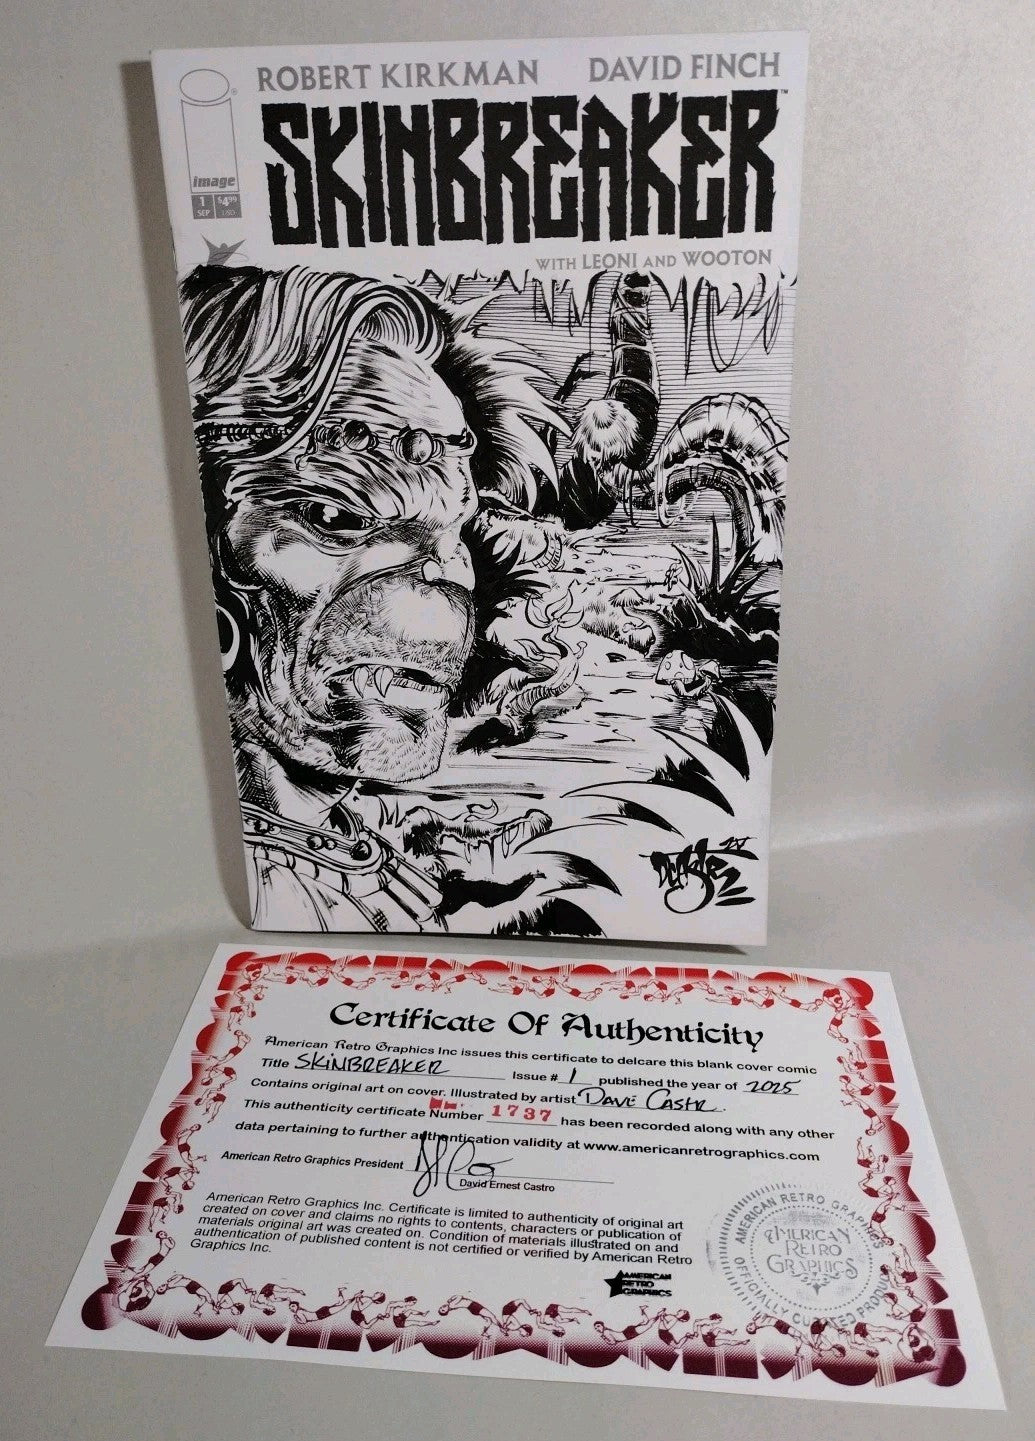 ROBERT KIRKMAN DAVID FINCH
SKINBREAKER™
image
1 $4.99
SEP USD
WITH LEONI AND WOOTON
Certificate Of Authenticity
American Retro Graphics Inc issues this certificate to delcare this blank cover comic
Title SKINBREAKER Issue # 1 published the year of 2025
Contains original art on cover. Illustrated by artist DAVE CASTR.
This authenticity certificate Number 1737 has been recorded along with any other
data pertaining to further authentication validity at www.americanretrographics.com
American Retro Graphics President
David Ernest Castro
American Retro Graphics Inc. Certificate is limited to authenticity of original art
created on cover and claims no rights to contents, characters or publication of
materials original art was created on. Condition of materials illustrated on and
authentication of published content is not certified or verified by American Retro
Graphics Inc.
AMERICAN
RETRO
GRAPHICS
AMERICAN RETRO GRAPHICS
AMERICAN
RETRO
GRAPHICS
OFFICIALLY CURATED PRODUCT